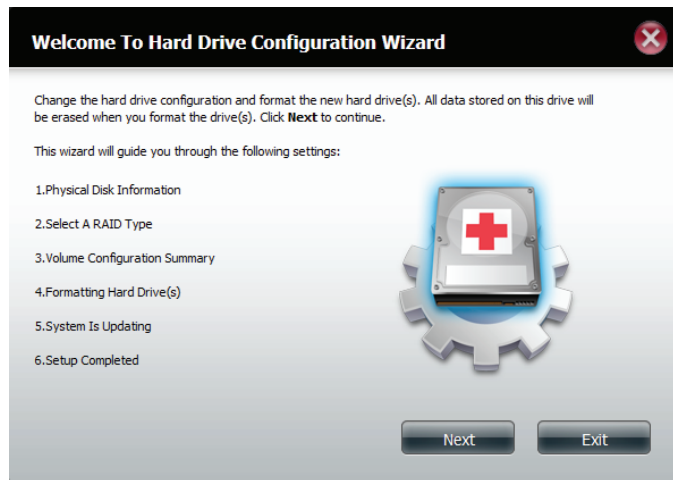 Welcome To Hard Drive Configuration Wizard
Change the hard drive configuration and format the new hard drive(s). All data stored on this drive will
be erased when you format the drive(s). Click Next to continue.
This wizard will guide you through the following settings:
1.Physical Disk Information
2.Select A RAID Type
3.Volume Configuration Summary
4.Formatting Hard Drive(s)
5.System Is Updating
6.Setup Completed
Next
Exit